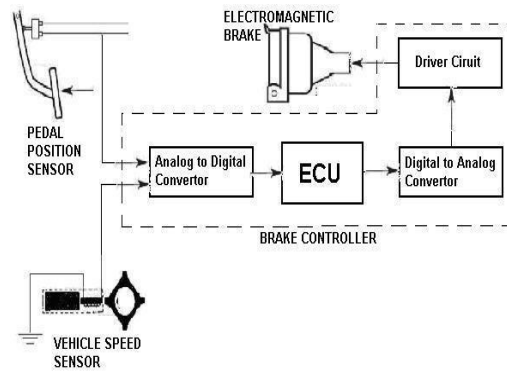 ELECTROMAGNETIC
BRAKE
Driver Ciruit
PEDAL
POSITION
SENSOR
Analog to Digital
Convertor
ECU
Digital to Analog
Convertor
BRAKE CONTROLLER
VEHICLE SPEED
SENSOR